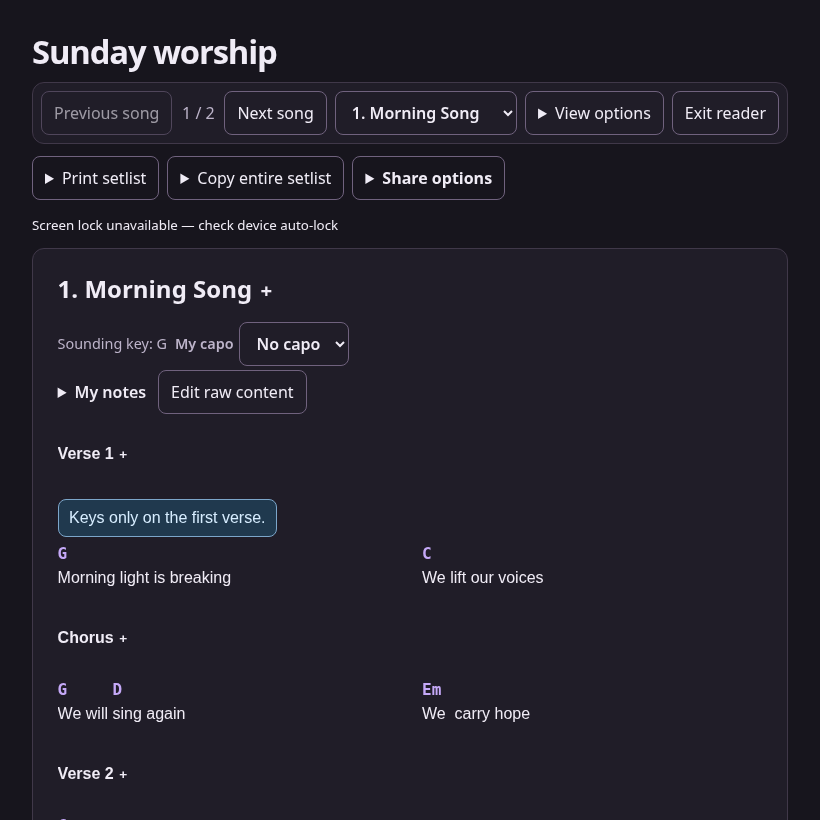 Sunday worship
Previous song 1 / 2 Next song 1. Morning Song View options Exit reader
Print setlist Copy entire setlist Share options
Screen lock unavailable — check device auto-lock
1. Morning Song +
Sounding key: G My capo No capo
My notes Edit raw content
Verse 1 +
Keys only on the first verse.
G C
Morning light is breaking We lift our voices
Chorus +
G D Em
We will sing again We carry hope
Verse 2 +